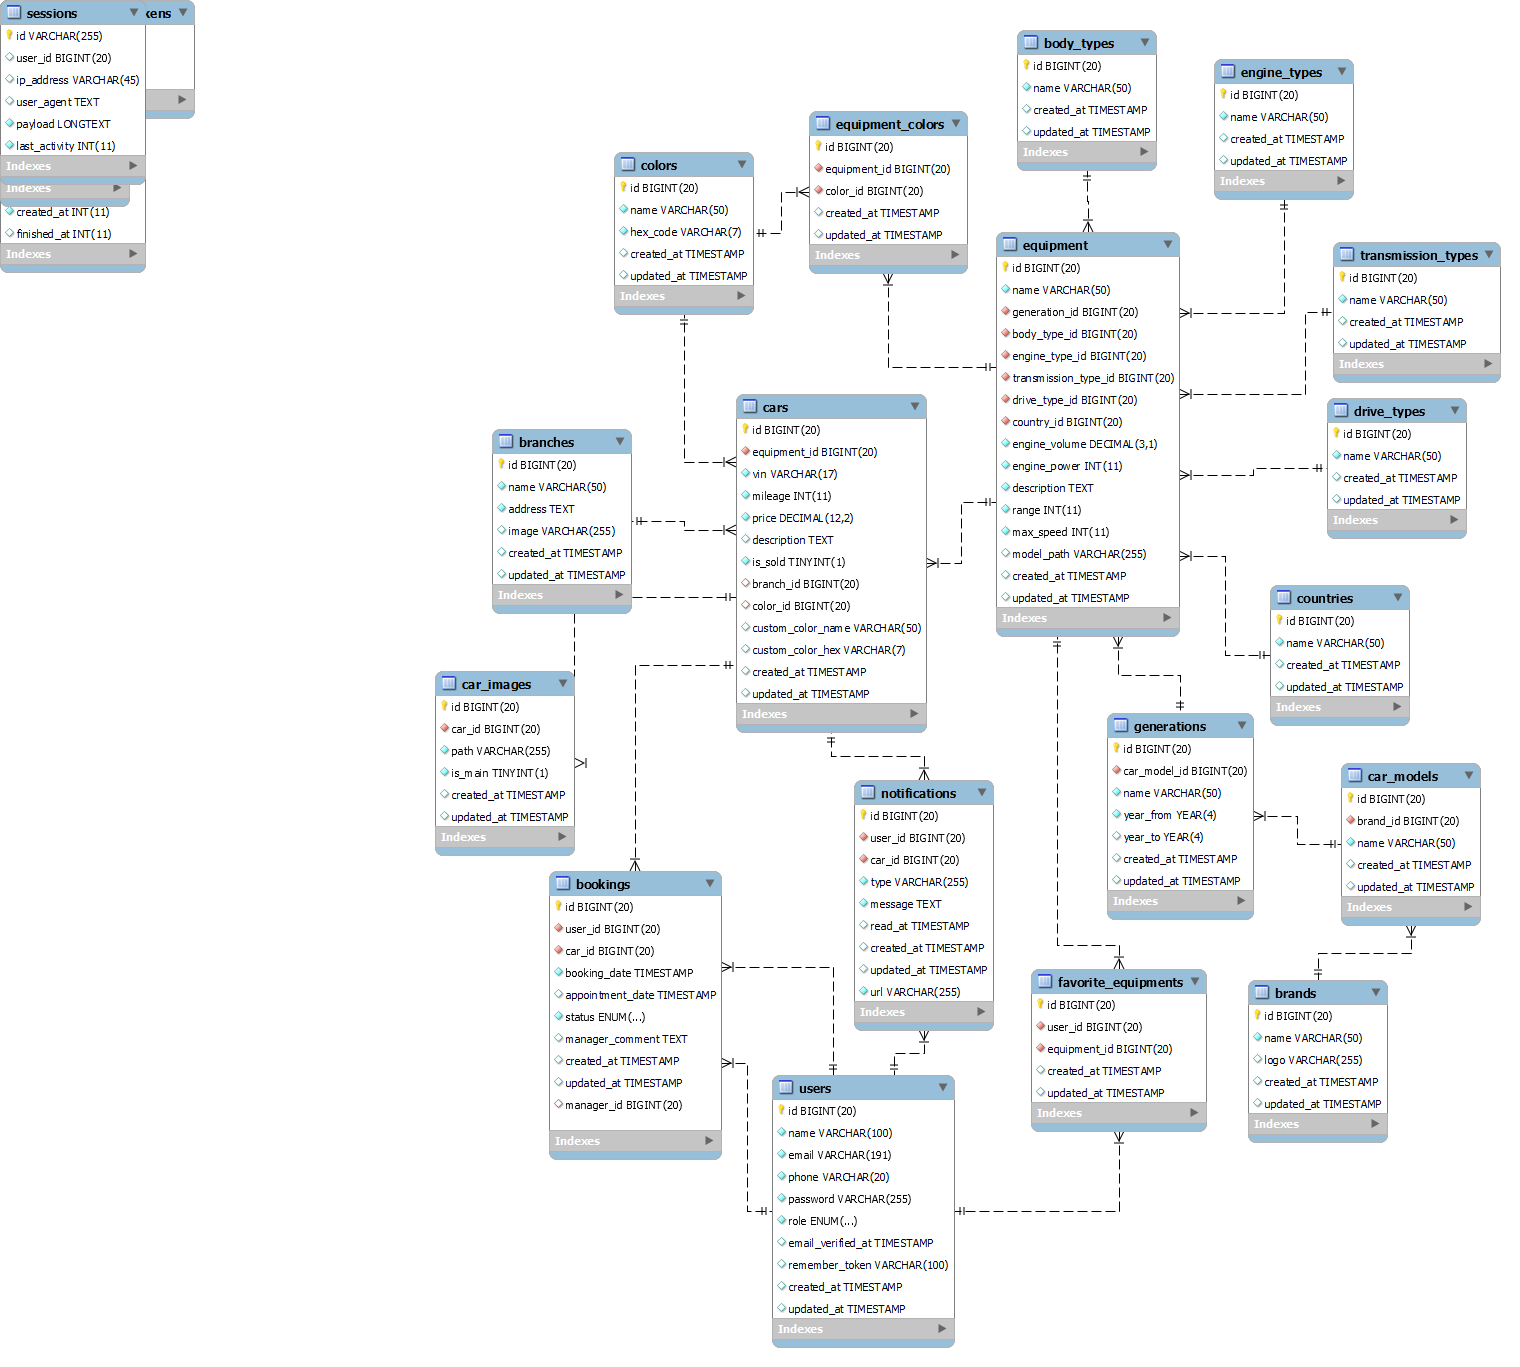 sessions
id VARCHAR(255)
user_id BIGINT(20)
ip_address VARCHAR(45)
user_agent TEXT
payload LONGTEXT
last_activity INT(11)
Indexes
Indexes
created_at INT(11)
finished_at INT(11)
Indexes
colors
id BIGINT(20)
name VARCHAR(50)
hex_code VARCHAR(7)
created_at TIMESTAMP
updated_at TIMESTAMP
Indexes
equipment_colors
id BIGINT(20)
equipment_id BIGINT(20)
color_id BIGINT(20)
created_at TIMESTAMP
updated_at TIMESTAMP
Indexes
body_types
id BIGINT(20)
name VARCHAR(50)
created_at TIMESTAMP
updated_at TIMESTAMP
Indexes
engine_types
id BIGINT(20)
name VARCHAR(50)
created_at TIMESTAMP
updated_at TIMESTAMP
Indexes
equipment
id BIGINT(20)
name VARCHAR(50)
generation_id BIGINT(20)
body_type_id BIGINT(20)
engine_type_id BIGINT(20)
transmission_type_id BIGINT(20)
drive_type_id BIGINT(20)
country_id BIGINT(20)
engine_volume DECIMAL(3,1)
engine_power INT(11)
description TEXT
range INT(11)
max_speed INT(11)
model_path VARCHAR(255)
created_at TIMESTAMP
updated_at TIMESTAMP
Indexes
transmission_types
id BIGINT(20)
name VARCHAR(50)
created_at TIMESTAMP
updated_at TIMESTAMP
Indexes
drive_types
id BIGINT(20)
name VARCHAR(50)
created_at TIMESTAMP
updated_at TIMESTAMP
Indexes
branches
id BIGINT(20)
name VARCHAR(50)
address TEXT
image VARCHAR(255)
created_at TIMESTAMP
updated_at TIMESTAMP
Indexes
cars
id BIGINT(20)
equipment_id BIGINT(20)
vin VARCHAR(17)
mileage INT(11)
price DECIMAL(12,2)
description TEXT
is_sold TINYINT(1)
branch_id BIGINT(20)
color_id BIGINT(20)
custom_color_name VARCHAR(50)
custom_color_hex VARCHAR(7)
created_at TIMESTAMP
updated_at TIMESTAMP
Indexes
countries
id BIGINT(20)
name VARCHAR(50)
created_at TIMESTAMP
updated_at TIMESTAMP
Indexes
car_images
id BIGINT(20)
car_id BIGINT(20)
path VARCHAR(255)
is_main TINYINT(1)
created_at TIMESTAMP
updated_at TIMESTAMP
Indexes
generations
id BIGINT(20)
car_model_id BIGINT(20)
name VARCHAR(50)
year_from YEAR(4)
year_to YEAR(4)
created_at TIMESTAMP
updated_at TIMESTAMP
Indexes
car_models
id BIGINT(20)
brand_id BIGINT(20)
name VARCHAR(50)
created_at TIMESTAMP
updated_at TIMESTAMP
Indexes
notifications
id BIGINT(20)
user_id BIGINT(20)
car_id BIGINT(20)
type VARCHAR(255)
message TEXT
read_at TIMESTAMP
created_at TIMESTAMP
updated_at TIMESTAMP
url VARCHAR(255)
Indexes
bookings
id BIGINT(20)
user_id BIGINT(20)
car_id BIGINT(20)
booking_date TIMESTAMP
appointment_date TIMESTAMP
status ENUM(...)
manager_comment TEXT
created_at TIMESTAMP
updated_at TIMESTAMP
manager_id BIGINT(20)
Indexes
favorite_equipments
id BIGINT(20)
user_id BIGINT(20)
equipment_id BIGINT(20)
created_at TIMESTAMP
updated_at TIMESTAMP
Indexes
brands
id BIGINT(20)
name VARCHAR(50)
logo VARCHAR(255)
created_at TIMESTAMP
updated_at TIMESTAMP
Indexes
users
id BIGINT(20)
name VARCHAR(100)
email VARCHAR(191)
phone VARCHAR(20)
password VARCHAR(255)
role ENUM(...)
email_verified_at TIMESTAMP
remember_token VARCHAR(100)
created_at TIMESTAMP
updated_at TIMESTAMP
Indexes